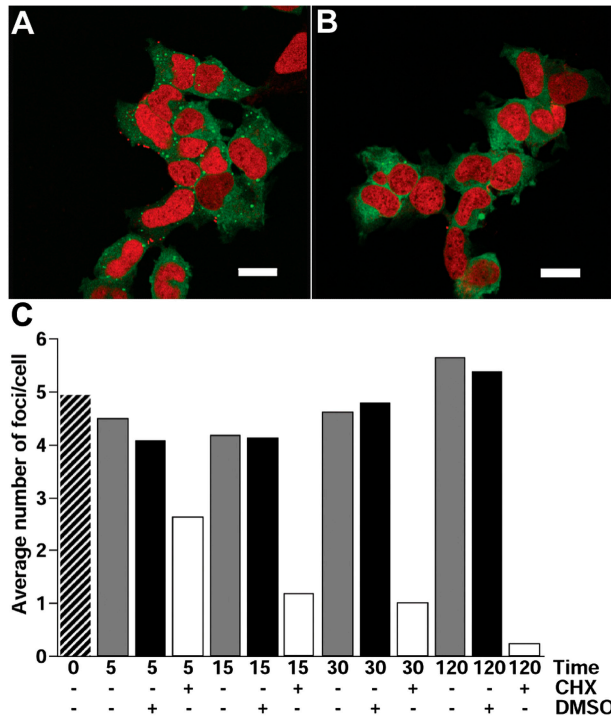 A B
C
6
5
4
3
2
1
0
Average number of foci/cell
0 5 5 5 15 15 15 30 30 30 120 120 120 Time
- - - + - - + - - + - - + CHX
- - + - - + - - + - - + - DMSO